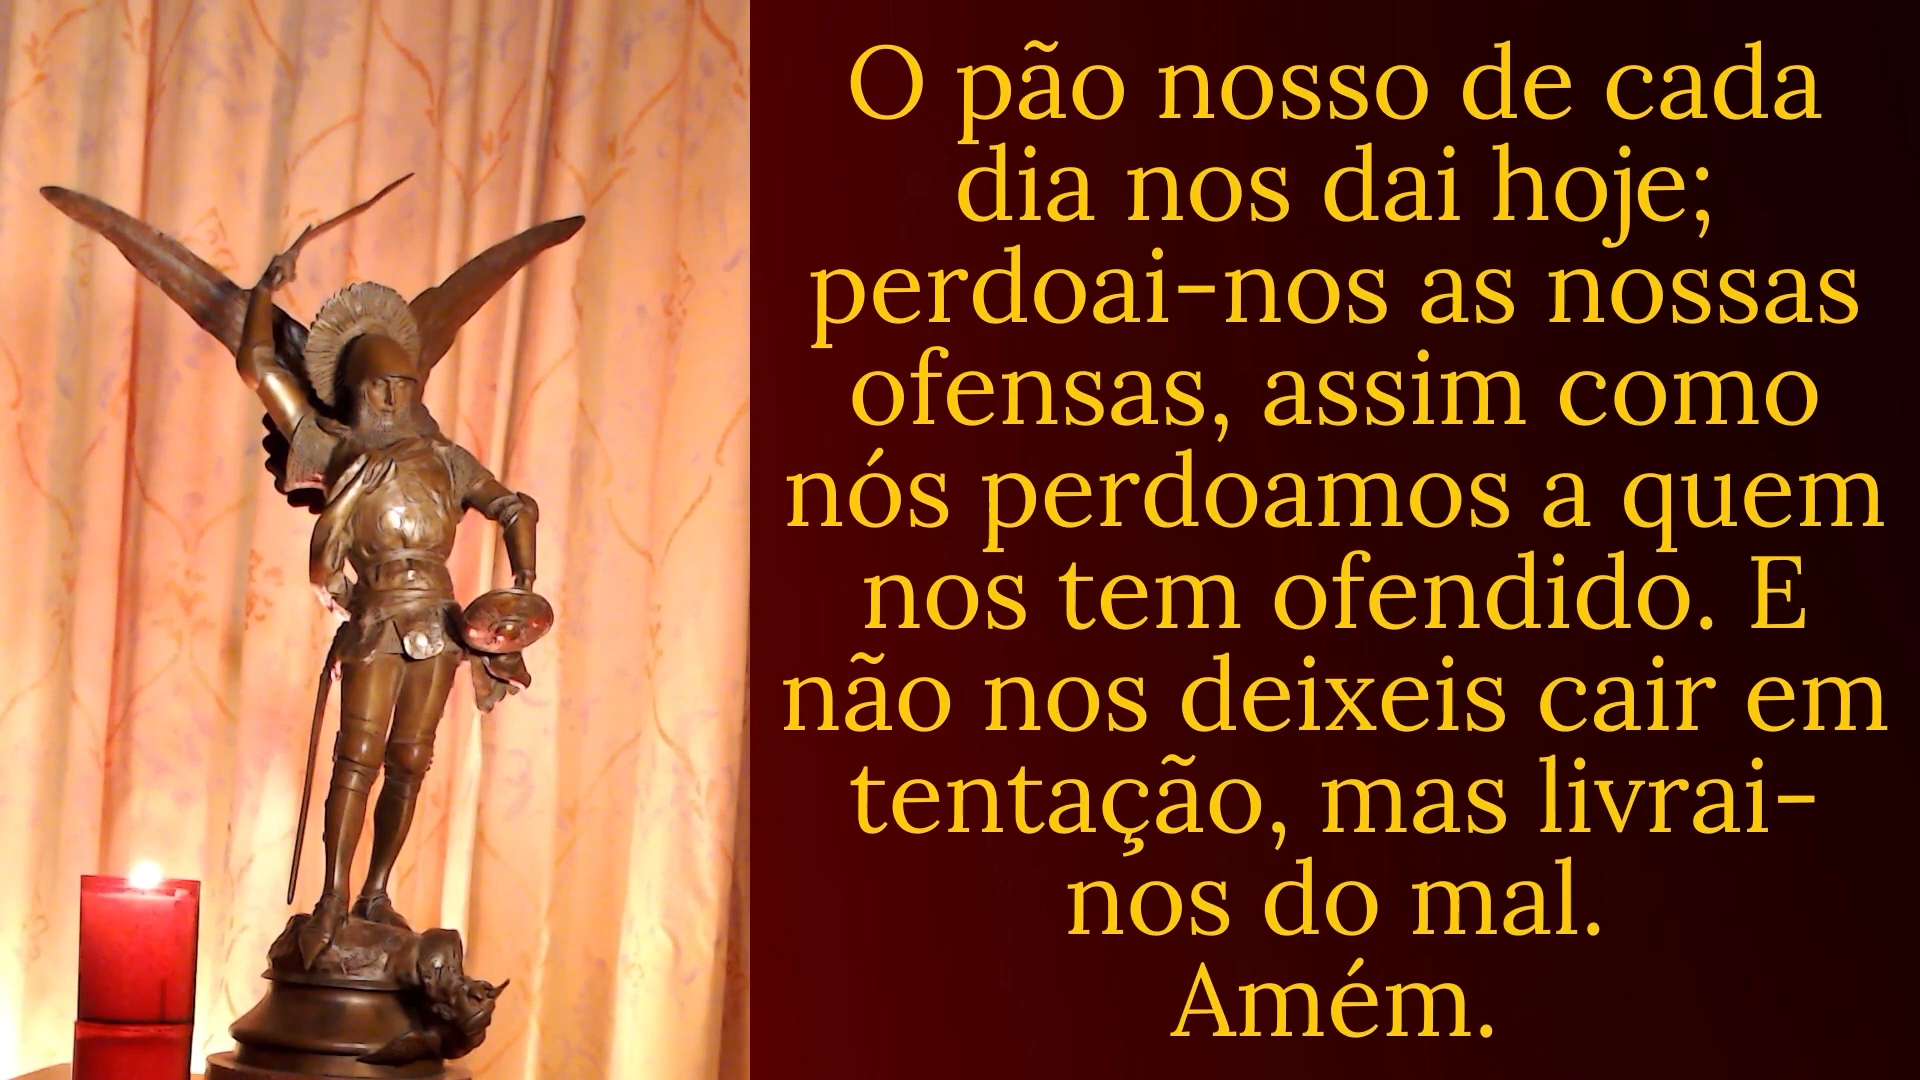 O pão nosso de cada
dia nos dai hoje;
perdoai-nos as nossas
ofensas, assim como
nós perdoamos a quem
nos tem ofendido. E
não nos deixeis cair em
tentação, mas livrai-
nos do mal.
Amém.